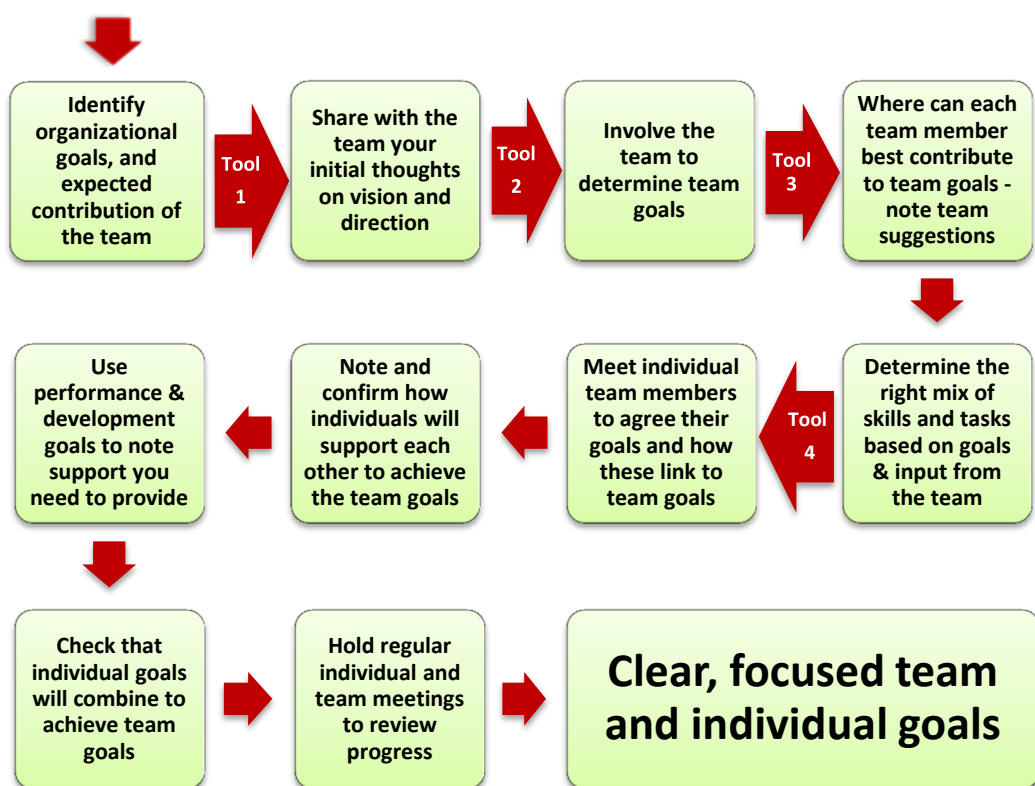 Identify
organizational
goals, and
expected
contribution of
the team
Tool
1
Share with the
team your
initial thoughts
on vision and
direction
Tool
2
Involve the
team to
determine team
goals
Tool
3
Where can each
team member
best contribute
to team goals -
note team
suggestions
Determine the
right mix of
skills and tasks
based on goals
& input from
the team
Tool
4
Meet individual
team members
to agree their
goals and how
these link to
team goals
Note and
confirm how
individuals will
support each
other to achieve
the team goals
Use
performance &
development
goals to note
support you
need to provide
Check that
individual goals
will combine to
achieve team
goals
Hold regular
individual and
team meetings
to review
progress
Clear, focused team
and individual goals